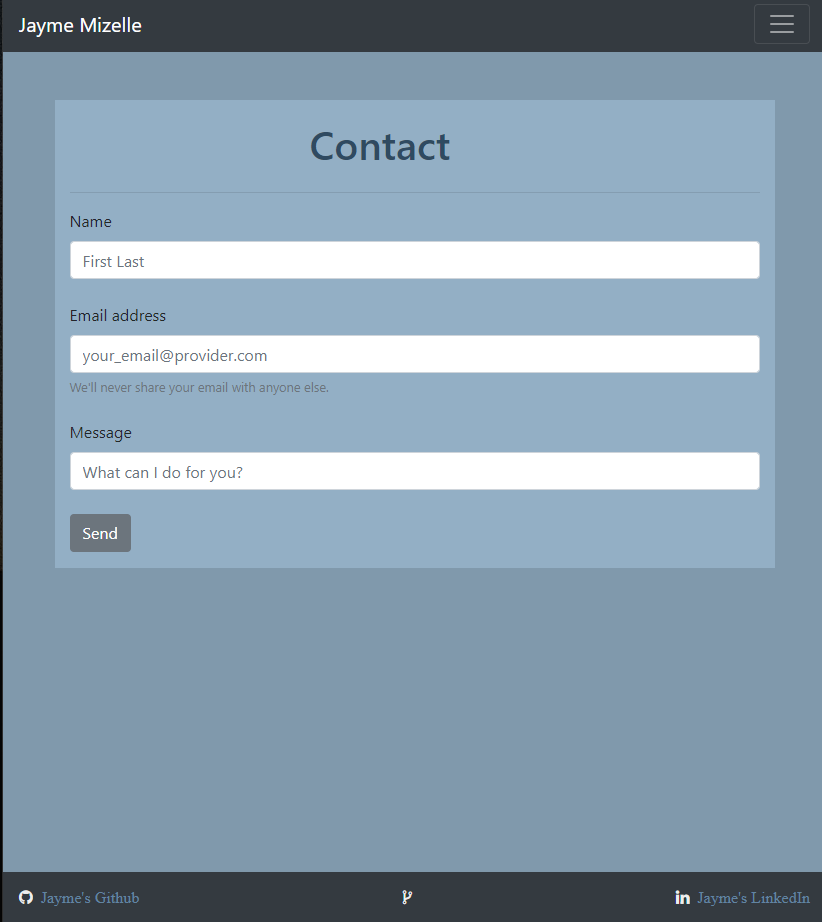 Jayme Mizelle
Contact
Name
First Last
Email address
your_email@provider.com
We'll never share your email with anyone else.
Message
What can I do for you?
Send
Jayme's Github
Jayme's LinkedIn